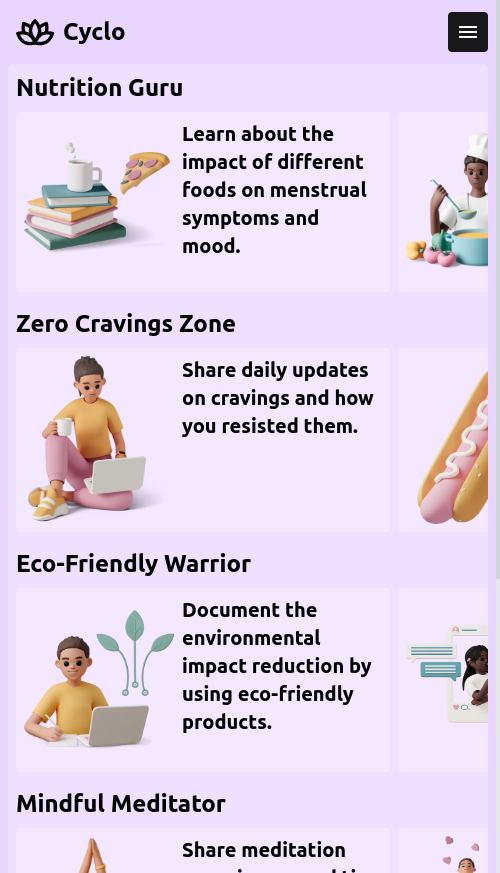 Cyclo
Nutrition Guru
Learn about the
impact of different
foods on menstrual
symptoms and
mood.
Zero Cravings Zone
Share daily updates
on cravings and how
you resisted them.
Eco-Friendly Warrior
Document the
environmental
impact reduction by
using eco-friendly
products.
Mindful Meditator
Share meditation